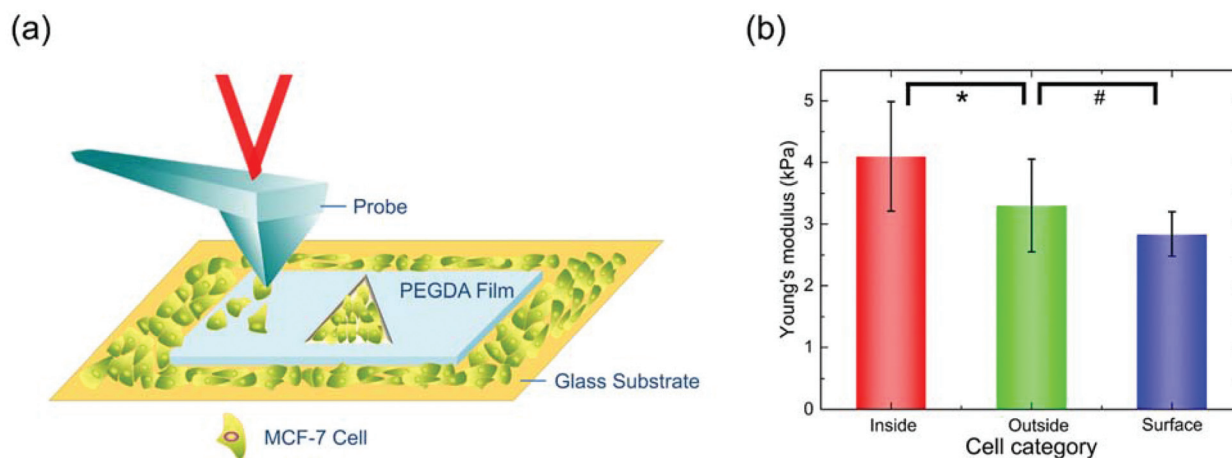 (a)
Probe
PEGDA Film
Glass Substrate
MCF-7 Cell
(b)
Young's modulus (kPa)
5
4
3
2
1
0
*
#
Inside
Outside
Surface
Cell category